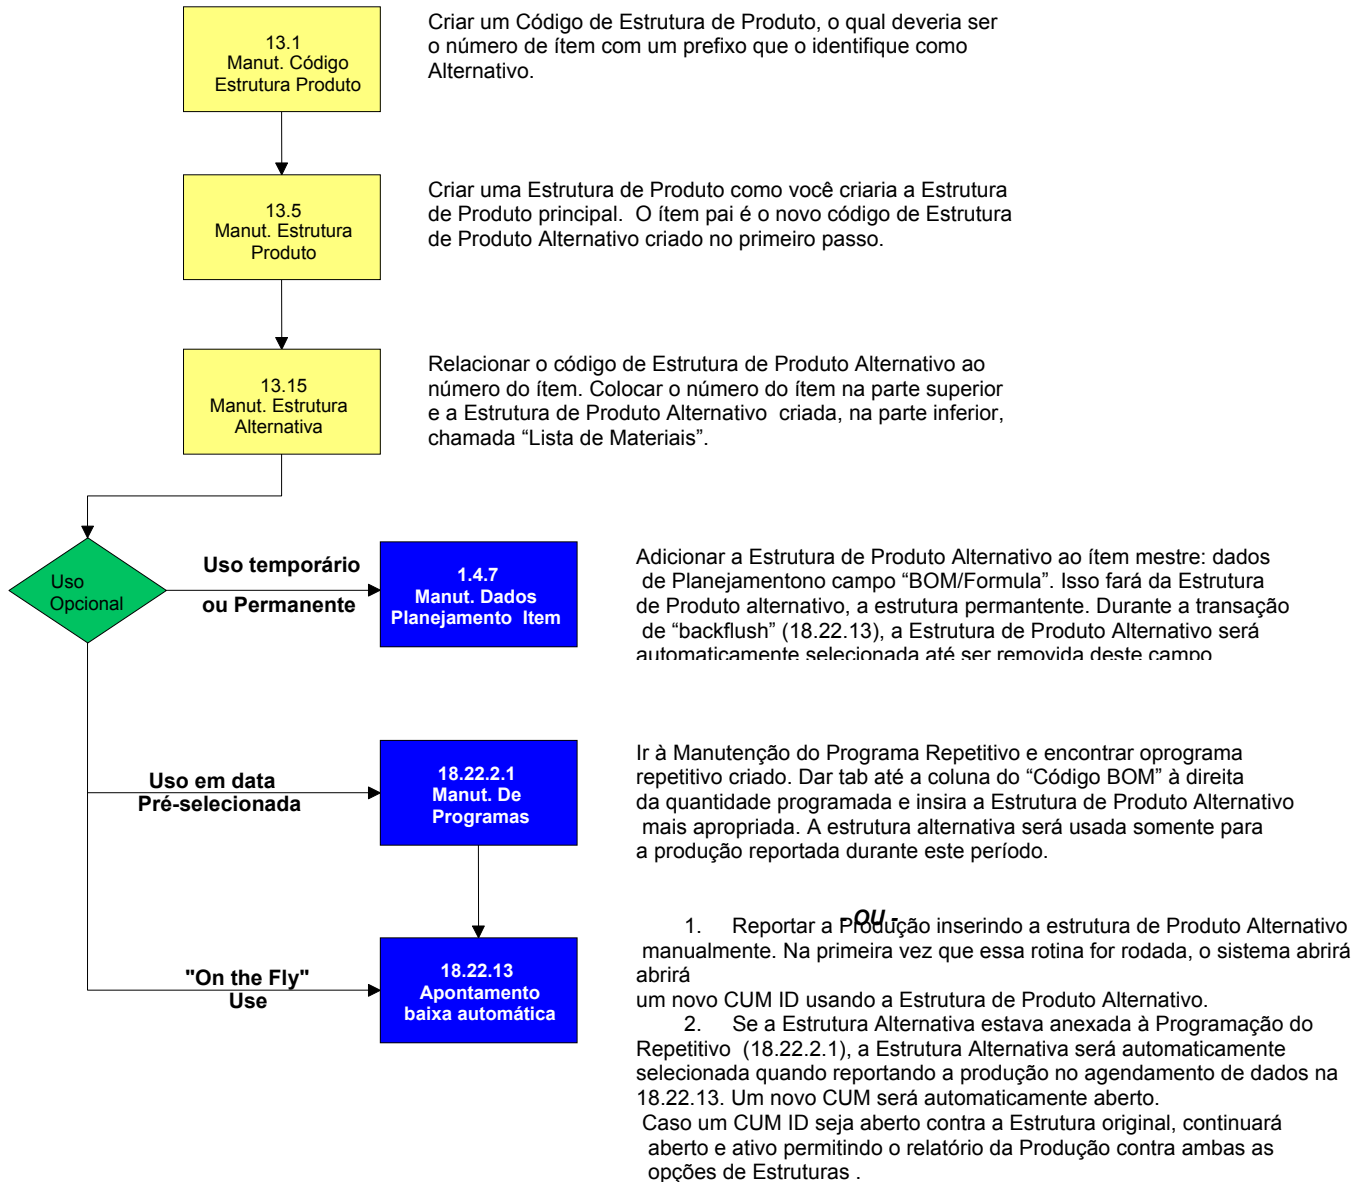 13.1
Manut. Código
Estrutura Produto
Criar um Código de Estrutura de Produto, o qual deveria ser
o número de ítem com um prefixo que o identifique como
Alternativo.
13.5
Manut. Estrutura
Produto
Criar uma Estrutura de Produto como você criaria a Estrutura
de Produto principal. O ítem pai é o novo código de Estrutura
de Produto Alternativo criado no primeiro passo.
13.15
Manut. Estrutura
Alternativa
Relacionar o código de Estrutura de Produto Alternativo ao
número do ítem. Colocar o número do ítem na parte superior
e a Estrutura de Produto Alternativo criada, na parte inferior,
chamada “Lista de Materiais”.
Uso
Opcional
Uso temporário
ou Permanente
1.4.7
Manut. Dados
Planejamento Item
Adicionar a Estrutura de Produto Alternativo ao ítem mestre: dados
de Planejamentono campo “BOM/Formula”. Isso fará da Estrutura
de Produto alternativo, a estrutura permantente. Durante a transação
de “backflush” (18.22.13), a Estrutura de Produto Alternativo será
automaticamente selecionada até ser removida deste campo
Uso em data
Pré-selecionada
18.22.2.1
Manut. De
Programas
Ir à Manutenção do Programa Repetitivo e encontrar oprograma
repetitivo criado. Dar tab até a coluna do “Código BOM” à direita
da quantidade programada e insira a Estrutura de Produto Alternativo
mais apropriada. A estrutura alternativa será usada somente para
a produção reportada durante este período.
"On the Fly"
Use
18.22.13
Apontamento
baixa automática
- OU -
1. Reportar a Produção inserindo a estrutura de Produto Alternativo
manualmente. Na primeira vez que essa rotina for rodada, o sistema abrirá
abrirá
um novo CUM ID usando a Estrutura de Produto Alternativo.
2. Se a Estrutura Alternativa estava anexada à Programação do
Repetitivo (18.22.2.1), a Estrutura Alternativa será automaticamente
selecionada quando reportando a produção no agendamento de dados na
18.22.13. Um novo CUM será automaticamente aberto.
Caso um CUM ID seja aberto contra a Estrutura original, continuará
aberto e ativo permitindo o relatório da Produção contra ambas as
opções de Estruturas .